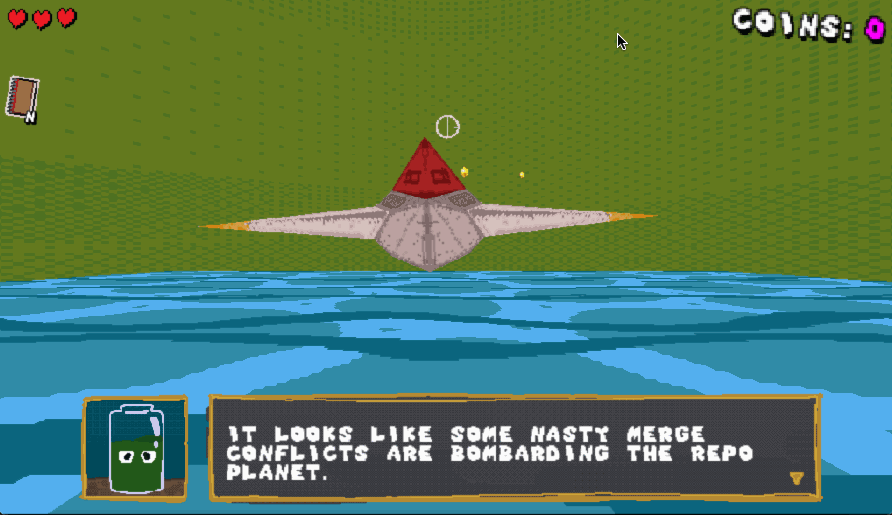 COINS: 0
N
IT LOOKS LIKE SOME NASTY MERGE
CONFLICTS ARE BOMBARDING THE REPO
PLANET.